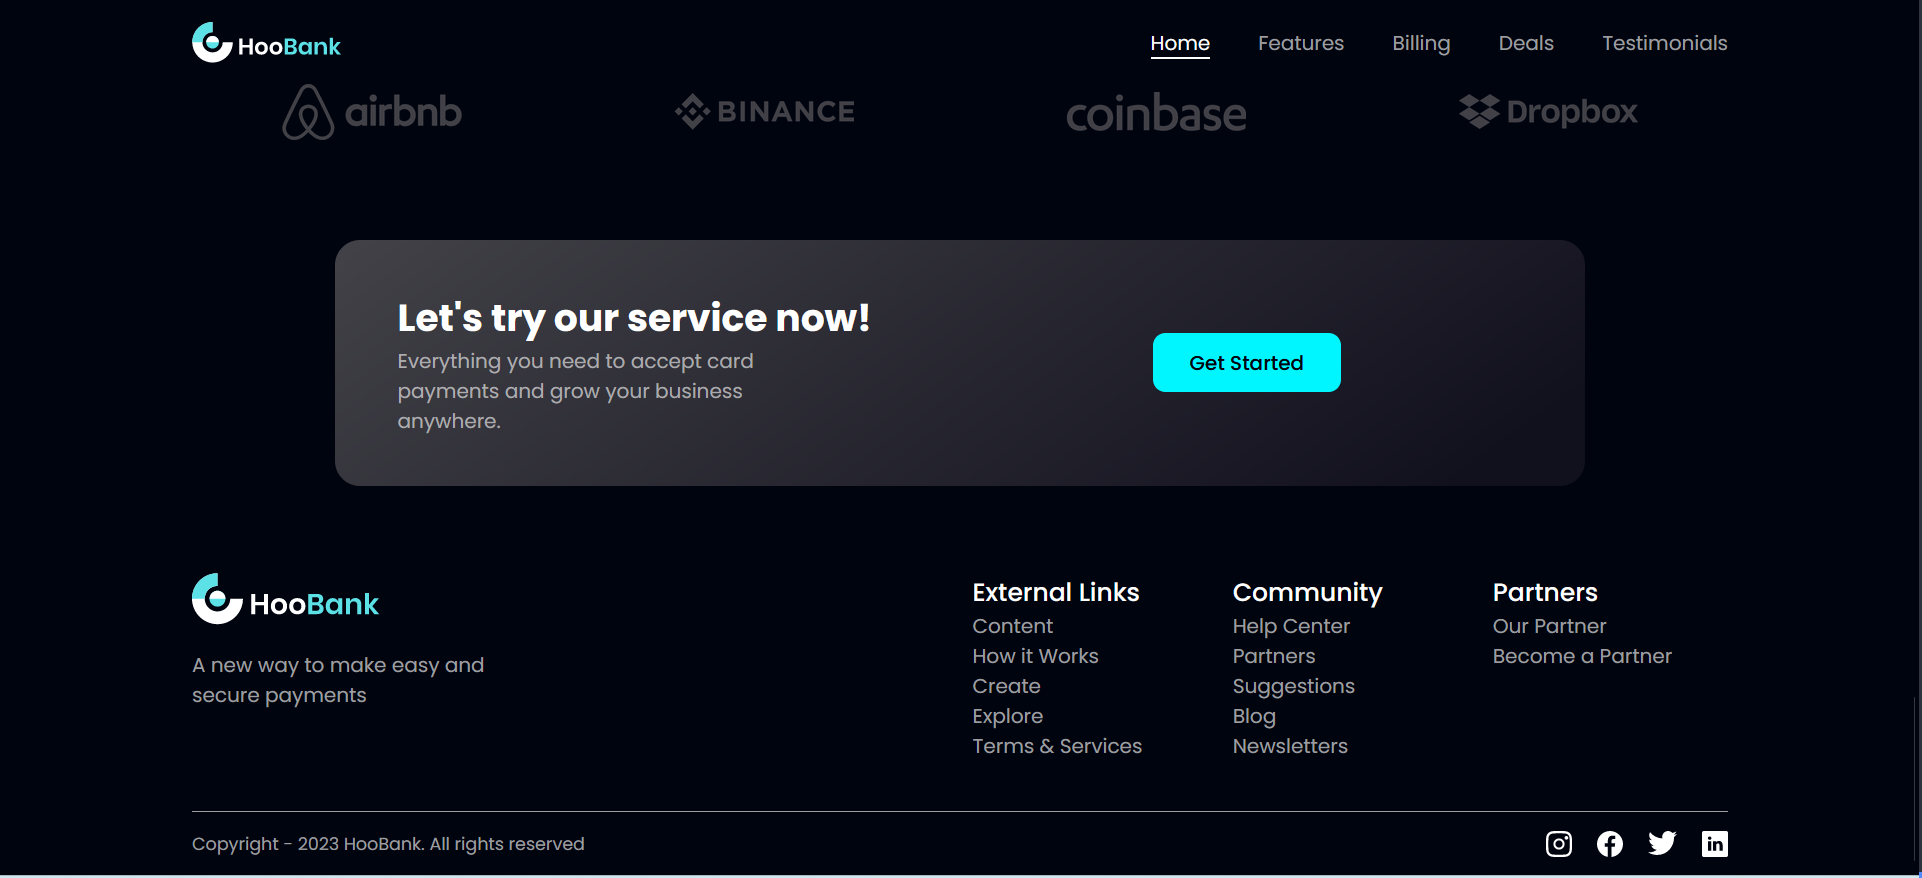 HooBank
Home Features Billing Deals Testimonials
airbnb BINANCE coinbase Dropbox
Let's try our service now!
Everything you need to accept card
payments and grow your business
anywhere.
Get Started
HooBank
A new way to make easy and
secure payments
External Links
Content
How it Works
Create
Explore
Terms & Services
Community
Help Center
Partners
Suggestions
Blog
Newsletters
Partners
Our Partner
Become a Partner
Copyright - 2023 HooBank. All rights reserved
in